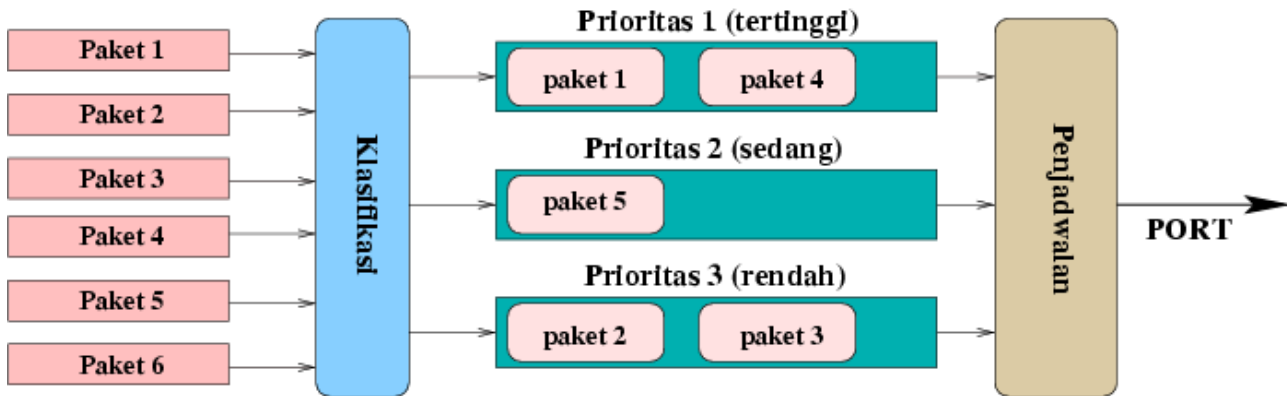 Paket 1
Paket 2
Paket 3
Paket 4
Paket 5
Paket 6
Klasifikasi
Prioritas 1 (tertinggi)
paket 1 paket 4
Prioritas 2 (sedang)
paket 5
Prioritas 3 (rendah)
paket 2 paket 3
Penjadwalan
PORT